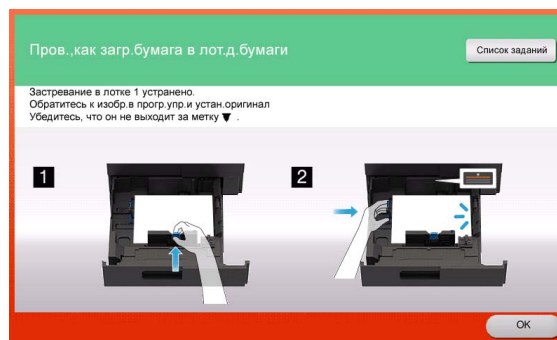 Пров.,как загр.бумага в лот.д.бумаги
Список заданий
Застревание в лотке 1 устранено.
Обратитесь к изобр.в прогр.упр.и устан.оригинал
Убедитесь, что он не выходит за метку ▼ .
1
2
OK